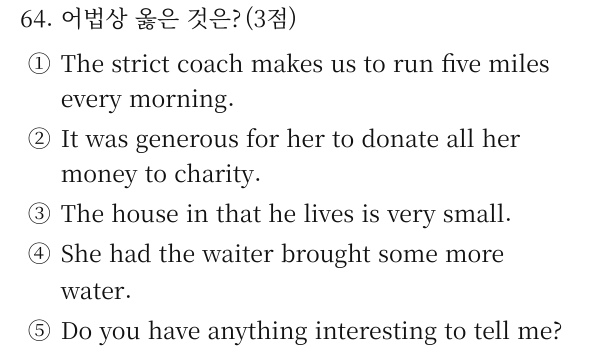 64. 어법상 옳은 것은?(3점)
① The strict coach makes us to run five miles
every morning.
② It was generous for her to donate all her
money to charity.
③ The house in that he lives is very small.
④ She had the waiter brought some more
water.
⑤ Do you have anything interesting to tell me?